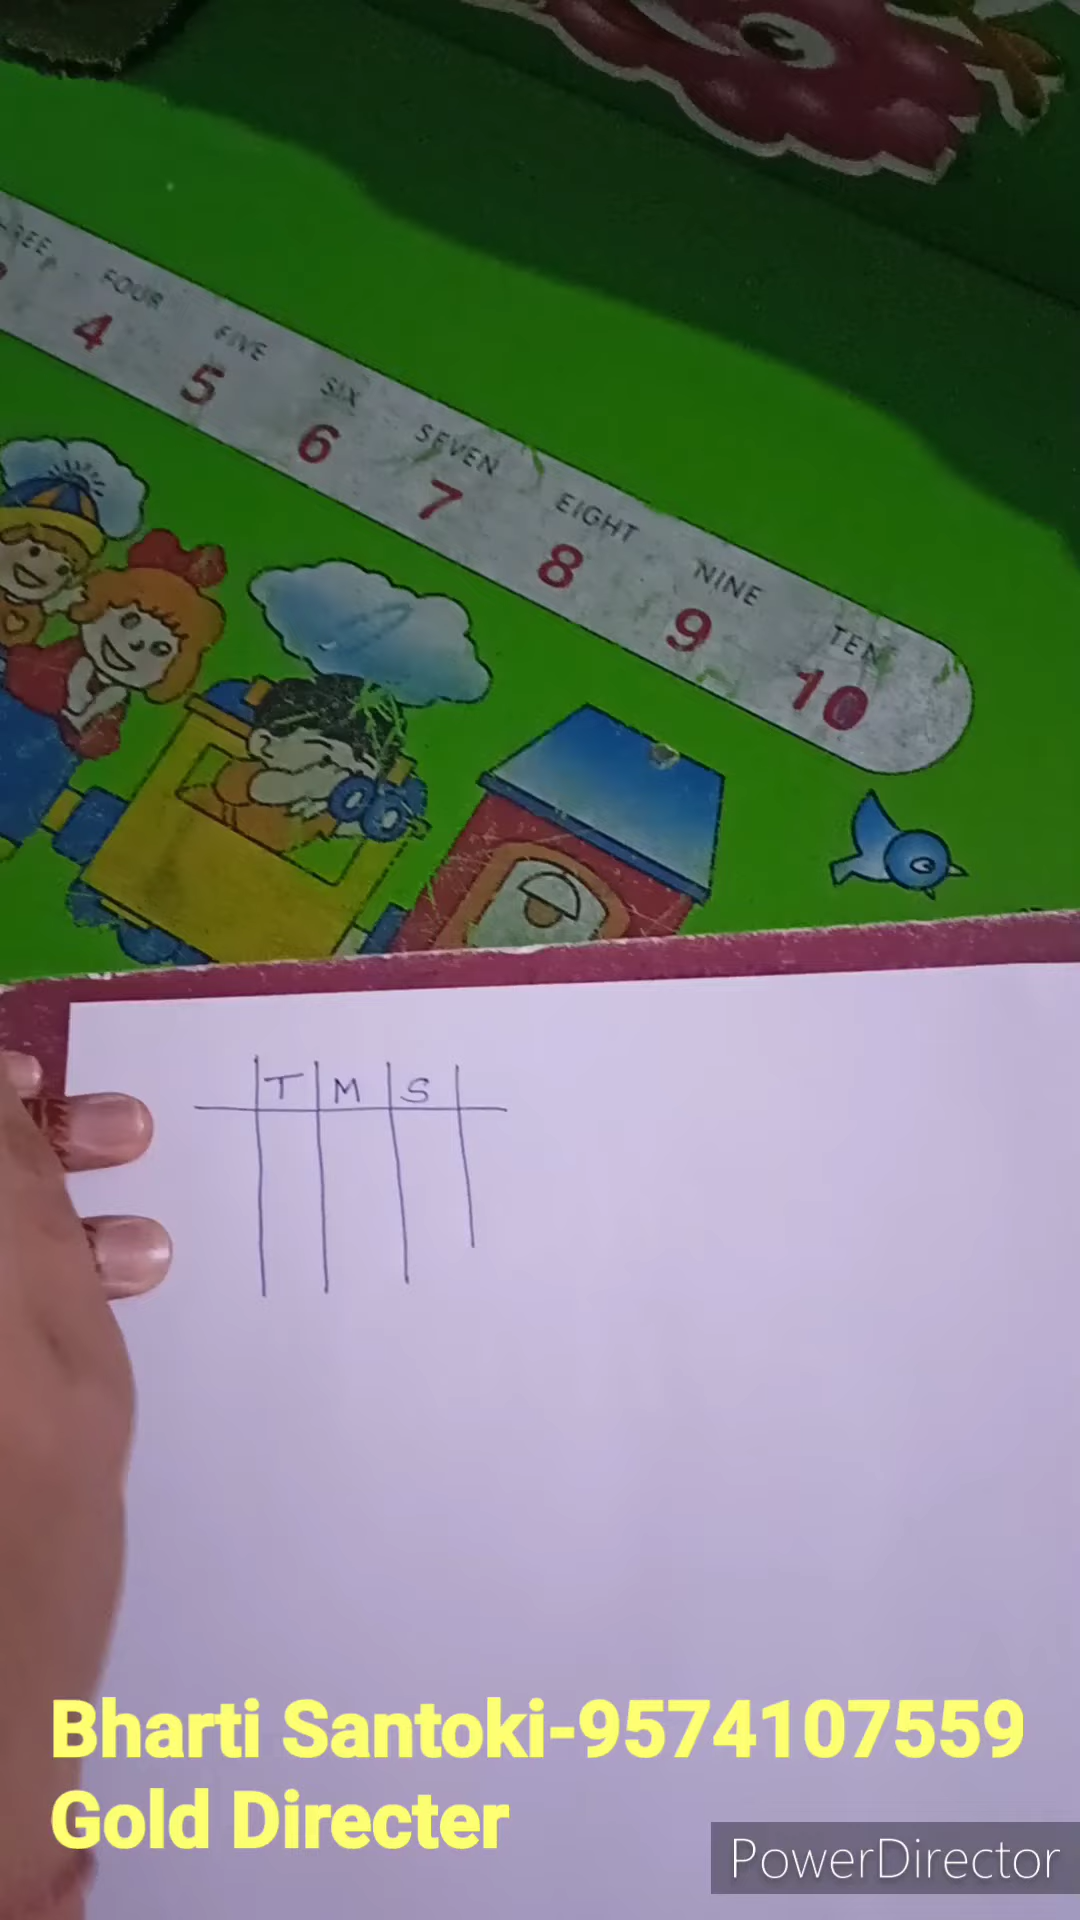 FOUR FIVE SIX SEVEN EIGHT NINE TEN
4 5 6 7 8 9 10
T M S
Bharti Santoki-9574107559
Gold Directer
PowerDirector